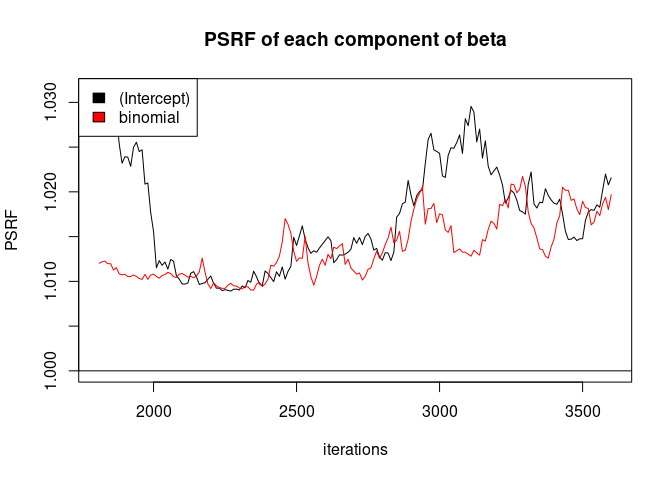 PSRF of each component of beta
(Intercept)
binomial
PSRF
1.030
1.020
1.010
1.000
2000 2500 3000 3500
iterations